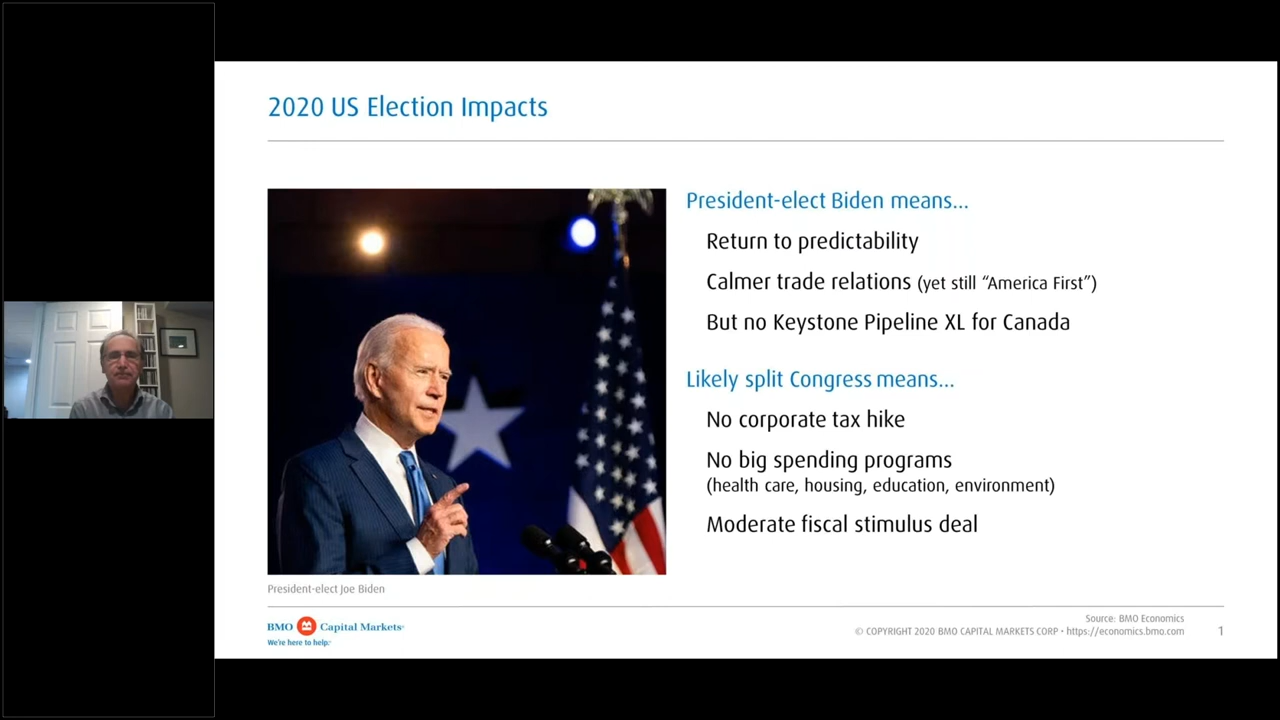 2020 US Election Impacts
President-elect Biden means...
Return to predictability
Calmer trade relations (yet still “America First”)
But no Keystone Pipeline XL for Canada
Likely split Congress means...
No corporate tax hike
No big spending programs
(health care, housing, education, environment)
Moderate fiscal stimulus deal
President-elect Joe Biden
BMO Capital Markets
We're here to help.
Source: BMO Economics
© COPYRIGHT 2020 BMO CAPITAL MARKETS CORP • https://economics.bmo.com
1